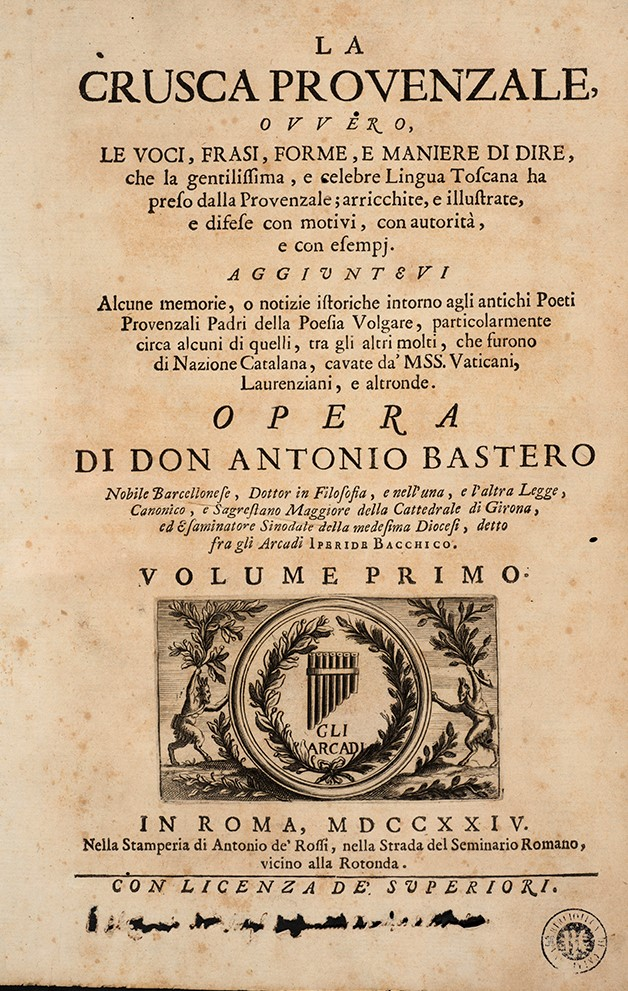 LA
CRUSCA PROVENZALE,
OVVERO,
LE VOCI, FRASI, FORME, E MANIERE DI DIRE,
che la gentiliſſima, e celebre Lingua Toſcana ha
preſo dalla Provenzale; arricchite, e illuſtrate,
e difeſe con motivi, con autorità,
e con eſempj.
AGGIUNTEVI
Alcune memorie, o notizie iſtoriche intorno agli antichi Poeti
Provenzali Padri della Poeſia Volgare, particolarmente
circa alcuni di quelli, tra gli altri molti, che furono
di Nazione Catalana, cavate da' MSS. Vaticani,
Laurenziani, e altronde.
OPERA
DI DON ANTONIO BASTERO
Nobile Barcelloneſe, Dottor in Filoſofia, e nell'una, e l'altra Legge,
Canonico, e Sagreſtano Maggiore della Cattedrale di Girona,
ed Eſaminatore Sinodale della medeſima Dioceſi, detto
fra gli Arcadi IPERIDE BACCHICO.
VOLUME PRIMO.
GLI
ARCADI
IN ROMA, MDCCXXIV.
Nella Stamperia di Antonio de' Roſſi, nella Strada del Seminario Romano,
vicino alla Rotonda.
CON LICENZA DE' SUPERIORI.